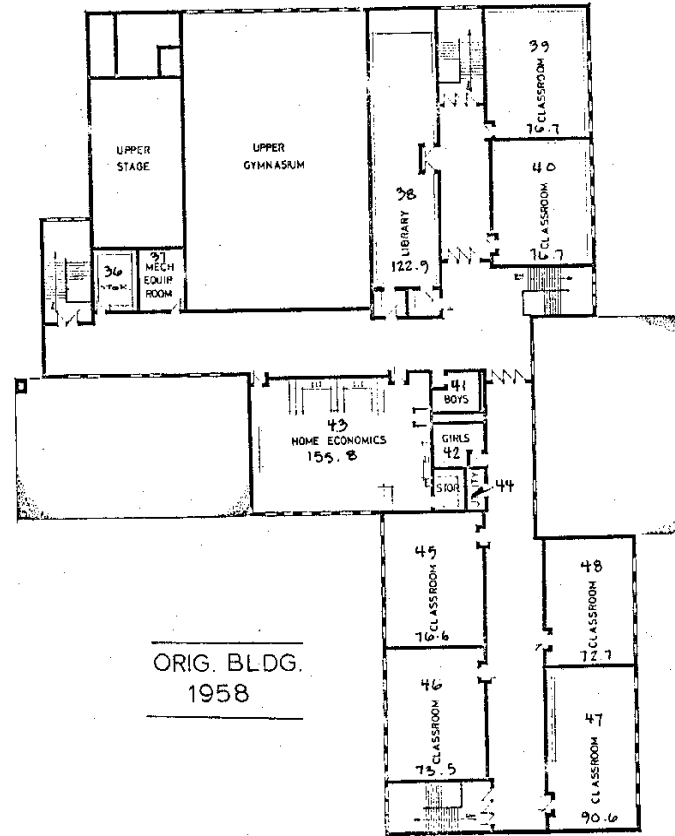 39
CLASSROOM
76.7
UPPER
STAGE
UPPER
GYMNASIUM
40
CLASSROOM
76.7
38
LIBRARY
122.9
36
37
MECH
EQUIP
ROOM
41
BOYS
43
HOME ECONOMICS
155.8
GIRLS
42
STOR
44
45
CLASSROOM
76.6
48
CLASSROOM
72.7
ORIG. BLDG.
1958
46
CLASSROOM
73.5
47
CLASSROOM
90.6